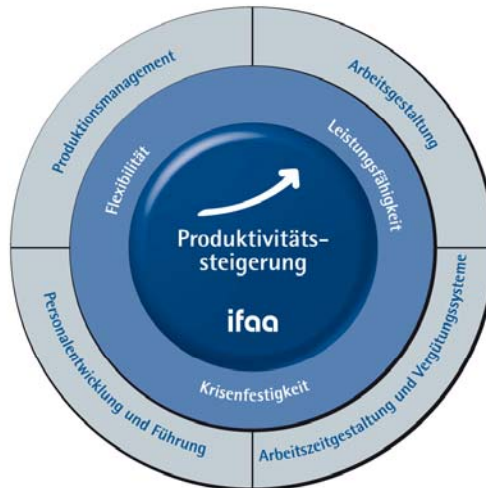 Produktionsmanagement
Arbeitsgestaltung
Flexibilität
Leistungsfähigkeit
Produktivitäts-
steigerung
ifaa
Krisenfestigkeit
Personalentwicklung und Führung
Arbeitszeitgestaltung und Vergütungssysteme